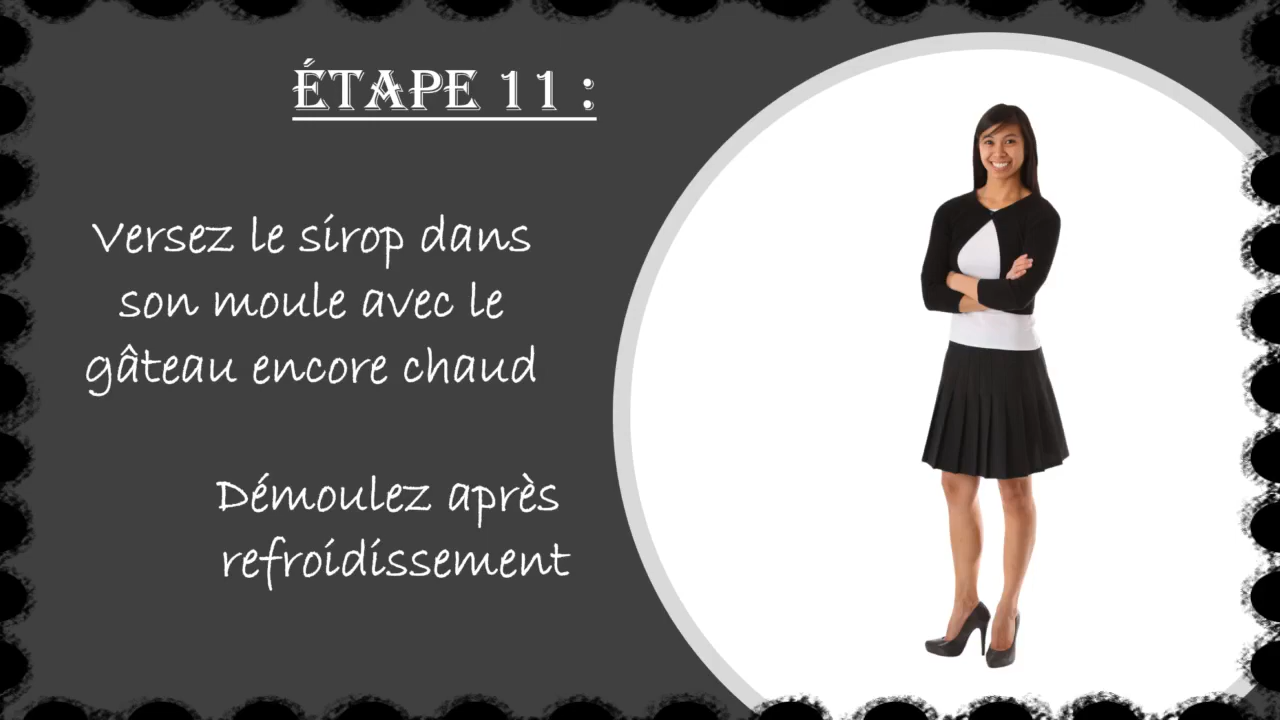 ÉTAPE 11 :
Versez le sirop dans
son moule avec le
gâteau encore chaud
Démoulez après
refroidissement